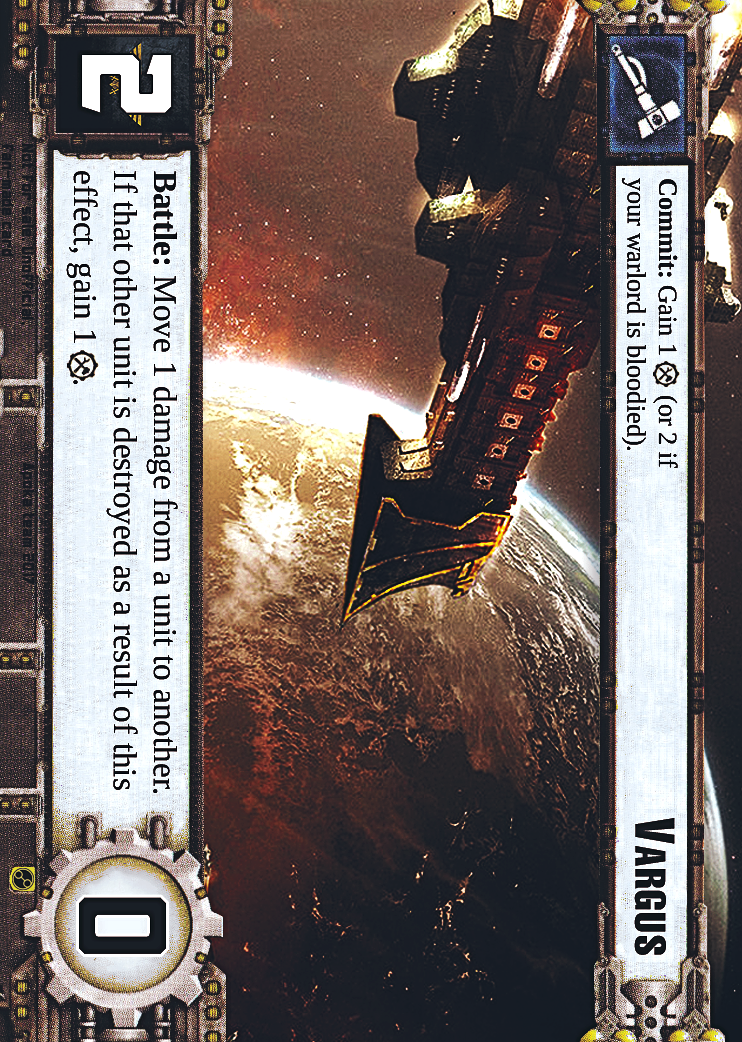 VARGUS
Commit: Gain 1 (or 2 if
your warlord is bloodied).
2
Battle: Move 1 damage from a unit to another.
If that other unit is destroyed as a result of this
effect, gain 1 .
0